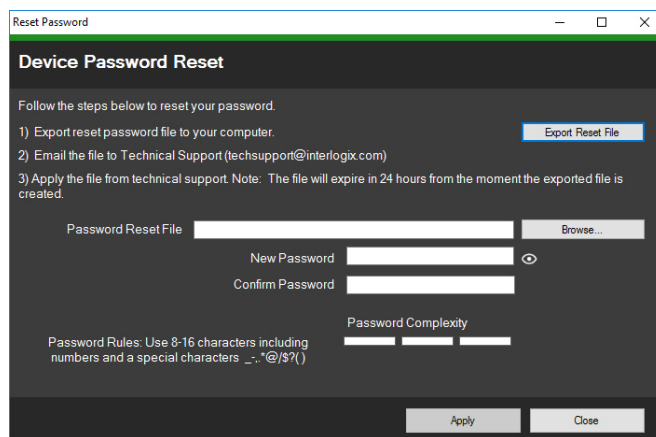 Reset Password
Device Password Reset
Follow the steps below to reset your password.
1) Export reset password file to your computer.
Export Reset File
2) Email the file to Technical Support (techsupport@interlogix.com)
3) Apply the file from technical support. Note: The file will expire in 24 hours from the moment the exported file is
created.
Password Reset File
Browse...
New Password
Confirm Password
Password Complexity
Password Rules: Use 8-16 characters including
numbers and a special characters _-,.*@/$?( )
Apply
Close